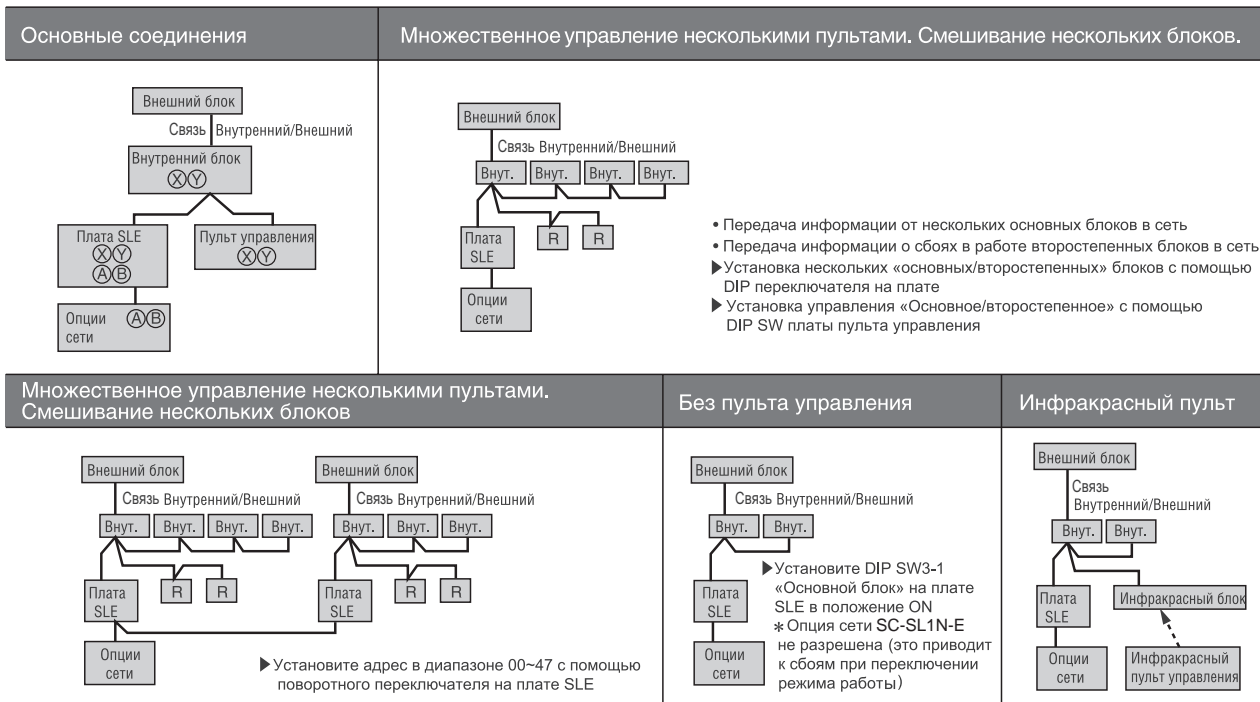 Основные соединения
Множественное управление несколькими пультами. Смешивание нескольких блоков.
Внешний блок
Связь Внутренний/Внешний
Внутренний блок
XY
Плата SLE
XY
AB
Пульт управления
XY
Опции AB
сети
Внешний блок
Связь Внутренний/Внешний
Внут. Внут. Внут. Внут.
Плата
SLE
R R
Опции
сети
• Передача информации от нескольких основных блоков в сеть
• Передача информации о сбоях в работе второстепенных блоков в сеть
▶Установка нескольких «основных/второстепенных» блоков с помощью
DIP переключателя на плате
▶ Установка управления «Основное/второстепенное» с помощью
DIP SW платы пульта управления
Множественное управление несколькими пультами.
Смешивание нескольких блоков
Внешний блок
Связь Внутренний/Внешний
Внут. Внут. Внут. Внут.
Плата
SLE
R R
Опции
сети
Внешний блок
Связь Внутренний/Внешний
Внут. Внут. Внут.
Плата
SLE
R R
▶Установите адрес в диапазоне 00~47 с помощью
поворотного переключателя на плате SLE
Без пульта управления
Внешний блок
Связь Внутренний/Внешний
Внут. Внут.
Плата
SLE
Опции
сети
▶Установите DIP SW3-1
«Основной блок» на плате
SLE в положение ON
* Опция сети SC-SL1N-E
не разрешена (это приводит
к сбоям при переключении
режима работы)
Инфракрасный пульт
Внешний блок
Связь
Внутренний/Внешний
Внут. Внут.
Плата
SLE
Инфракрасный блок
Опции
сети
Инфракрасный
пульт управления